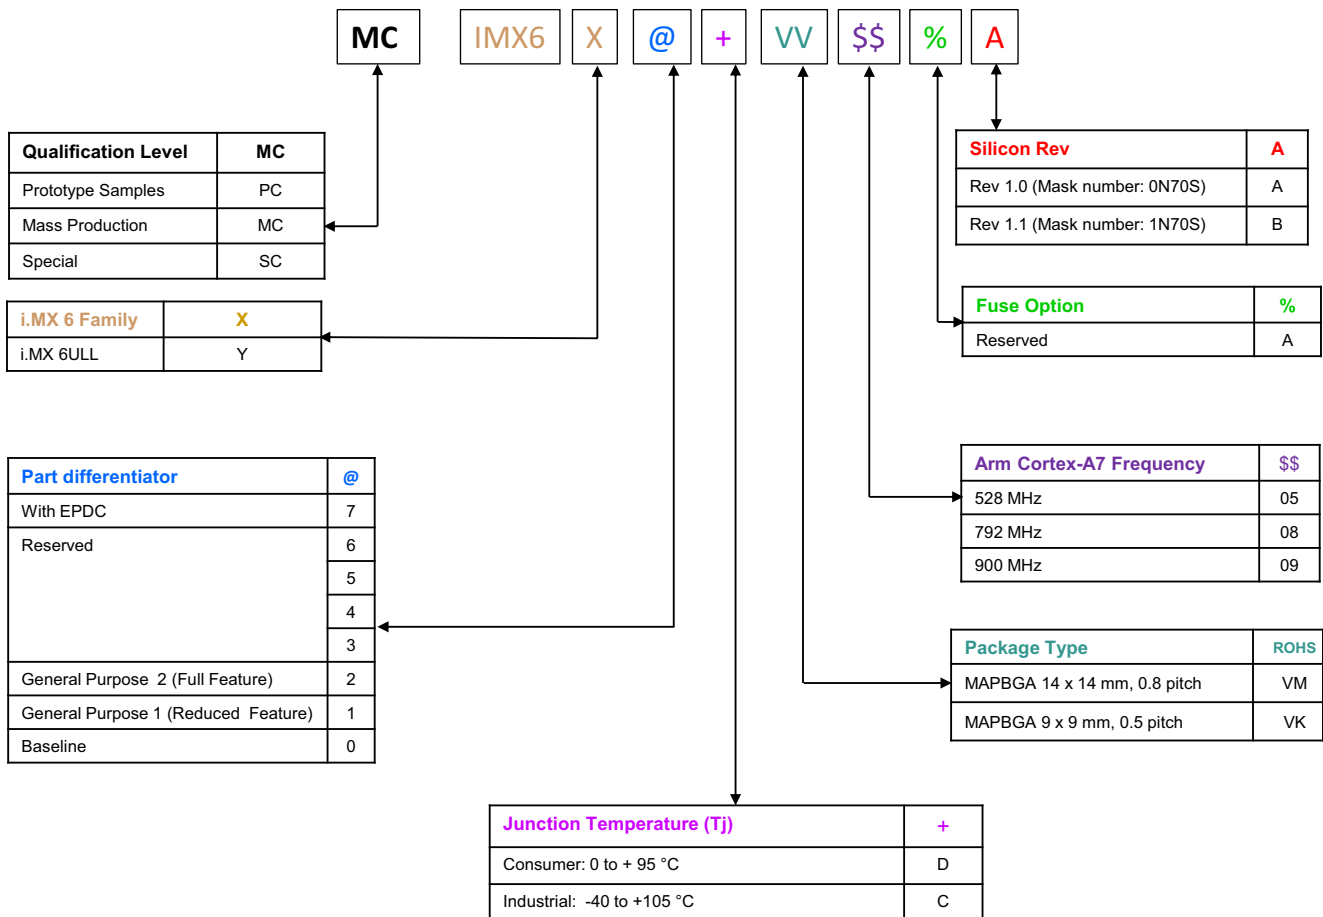 MC IMX6 X @ + VV $$ % A
Qualification Level MC
Prototype Samples PC
Mass Production MC
Special SC
i.MX 6 Family X
i.MX 6ULL Y
Part differentiator @
With EPDC 7
Reserved 6
5
4
3
General Purpose 2 (Full Feature) 2
General Purpose 1 (Reduced Feature) 1
Baseline 0
Junction Temperature (Tj) +
Consumer: 0 to + 95 °C D
Industrial: -40 to +105 °C C
Silicon Rev A
Rev 1.0 (Mask number: 0N70S) A
Rev 1.1 (Mask number: 1N70S) B
Fuse Option %
Reserved A
Arm Cortex-A7 Frequency $$
528 MHz 05
792 MHz 08
900 MHz 09
Package Type ROHS
MAPBGA 14 x 14 mm, 0.8 pitch VM
MAPBGA 9 x 9 mm, 0.5 pitch VK